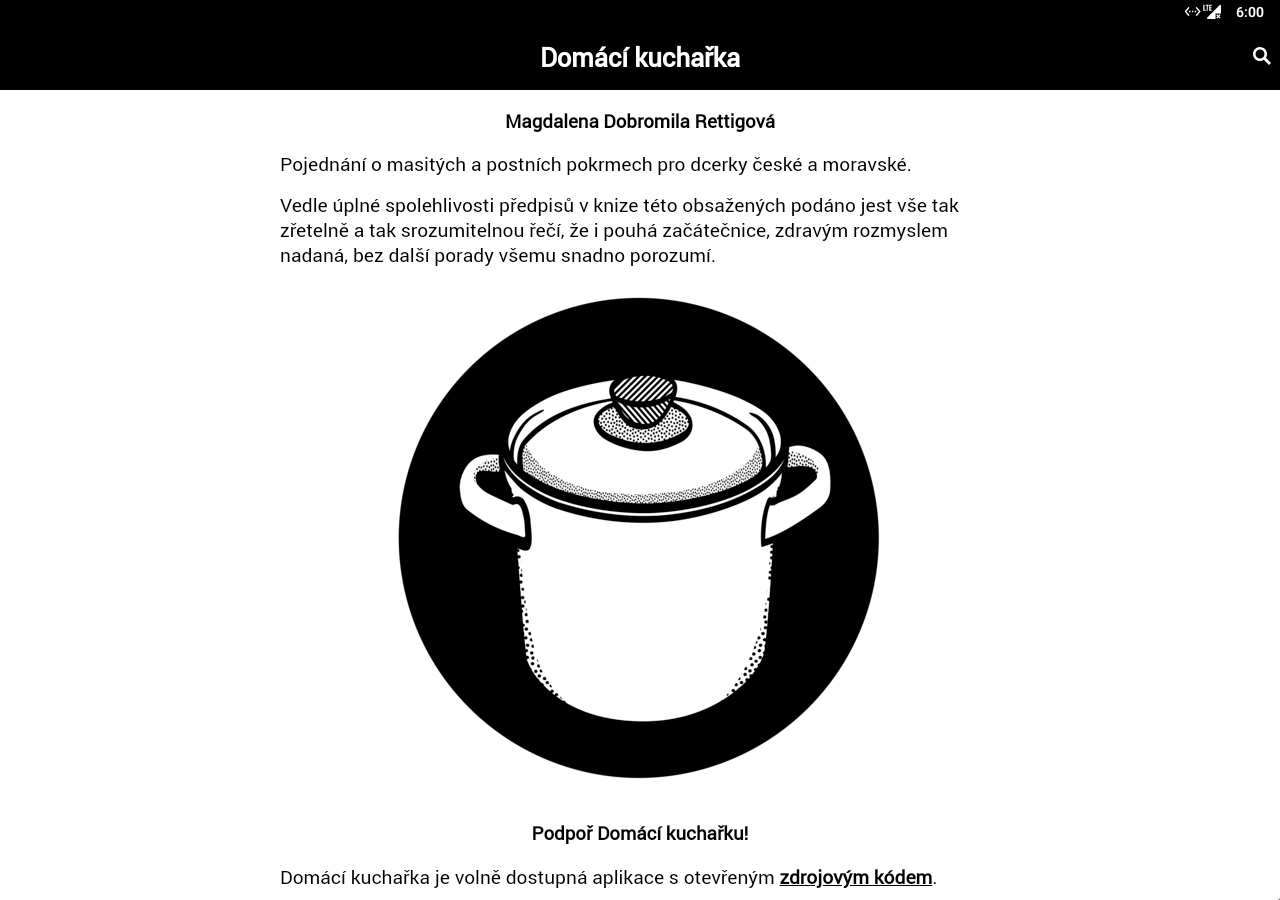 LTE 6:00
Domácí kuchařka
Magdalena Dobromila Rettigová
Pojednání o masitých a postních pokrmech pro dcerky české a moravské.
Vedle úplné spolehlivosti předpisů v knize této obsažených podáno jest vše tak
zřetelně a tak srozumitelnou řečí, že i pouhá začátečnice, zdravým rozmyslem
nadaná, bez další porady všemu snadno porozumí.
Podpoř Domácí kuchařku!
Domácí kuchařka je volně dostupná aplikace s otevřeným zdrojovým kódem.